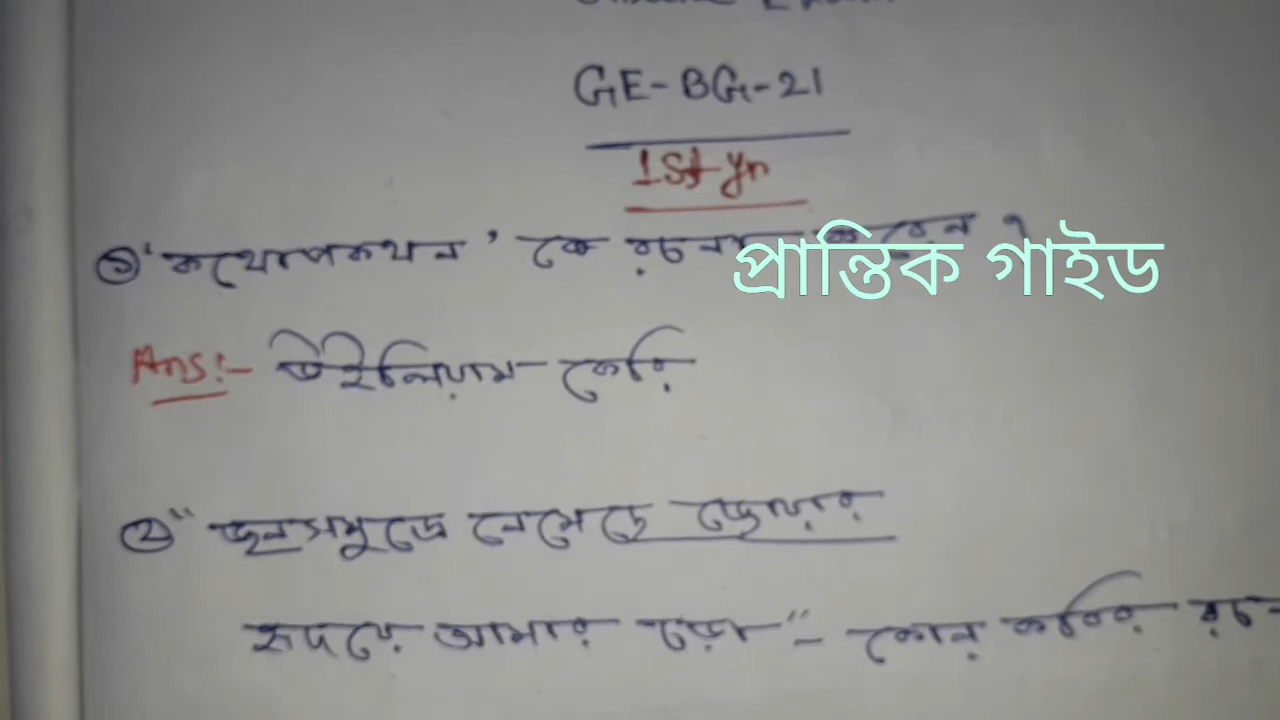 GE-BG-21
1st yr
① 'কথোপকথন' কে রচনা করেন ?
প্রান্তিক গাইড
Ans:- উইলিয়াম কেরি
② "জনসমুদ্রে নেমেছে জোয়ার
হৃদয়ে আমার চড়া" - কোন কবির রচ